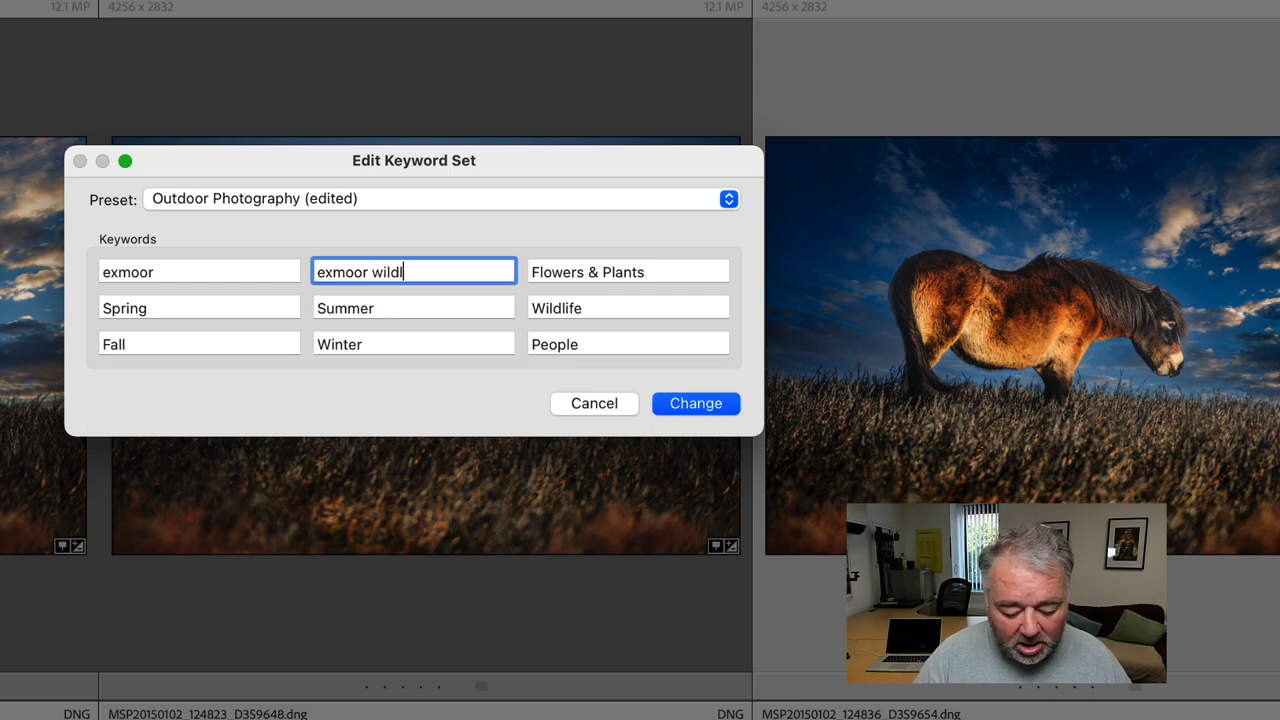 12.1 MP 4256 x 2832 12.1 MP 4256 x 2832
Edit Keyword Set
Preset: Outdoor Photography (edited)
Keywords
exmoor exmoor wildl Flowers & Plants
Spring Summer Wildlife
Fall Winter People
Cancel Change
DNG MSP20150102_124823_D3S9648.dng DNG MSP20150102_124836_D3S9654.dng